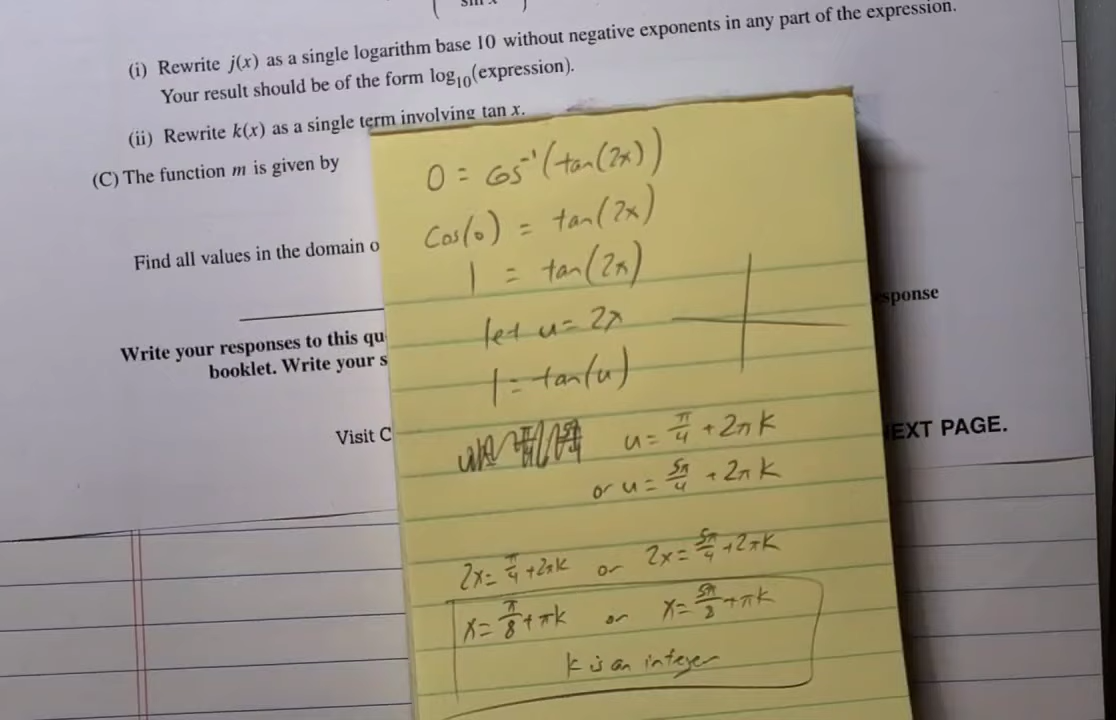 sin x
(i) Rewrite j(x) as a single logarithm base 10 without negative exponents in any part of the expression.
Your result should be of the form log₁₀(expression).
(ii) Rewrite k(x) as a single term involving tan x.
(C) The function m is given by
Find all values in the domain o
sponse
Write your responses to this qu
booklet. Write your s
Visit C
EXT PAGE.
0 = cos⁻¹(tan(2x))
cos(0) = tan(2x)
1 = tan(2x)
let u = 2x
1 = tan(u)
u = π/4 + 2πk
or u = 5π/4 + 2πk
2x = π/4 + 2πk or 2x = 5π/4 + 2πk
x = π/8 + πk or x = 5π/8 + πk
k is an integer